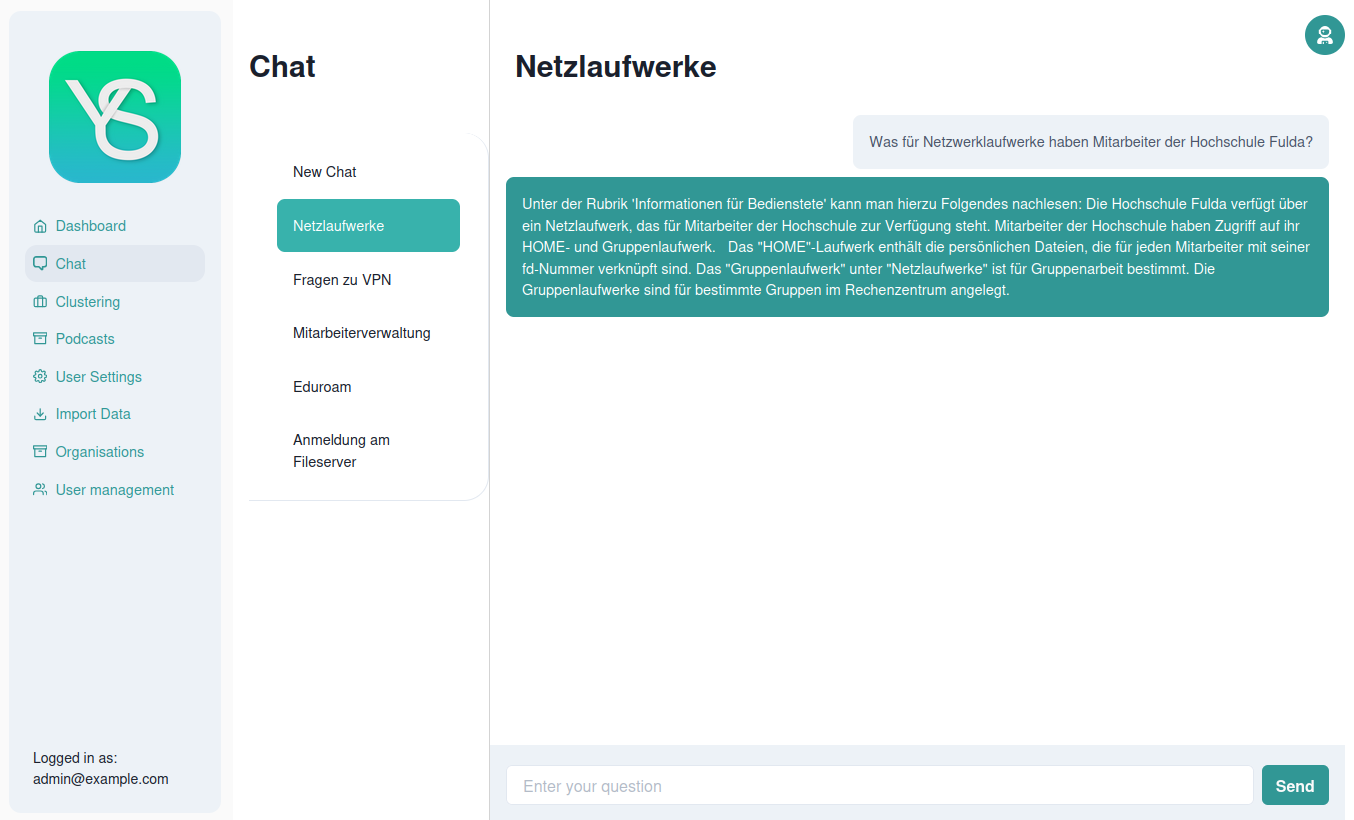 YS
Dashboard
Chat
Clustering
Podcasts
User Settings
Import Data
Organisations
User management
Logged in as:
admin@example.com
Chat
New Chat
Netzlaufwerke
Fragen zu VPN
Mitarbeiterverwaltung
Eduroam
Anmeldung am
Fileserver
Netzlaufwerke
Was für Netzwerklaufwerke haben Mitarbeiter der Hochschule Fulda?
Unter der Rubrik 'Informationen für Bedienstete' kann man hierzu Folgendes nachlesen: Die Hochschule Fulda verfügt über
ein Netzlaufwerk, das für Mitarbeiter der Hochschule zur Verfügung steht. Mitarbeiter der Hochschule haben Zugriff auf ihr
HOME- und Gruppenlaufwerk. Das "HOME"-Laufwerk enthält die persönlichen Dateien, die für jeden Mitarbeiter mit seiner
fd-Nummer verknüpft sind. Das "Gruppenlaufwerk" unter "Netzlaufwerke" ist für Gruppenarbeit bestimmt. Die
Gruppenlaufwerke sind für bestimmte Gruppen im Rechenzentrum angelegt.
Enter your question
Send